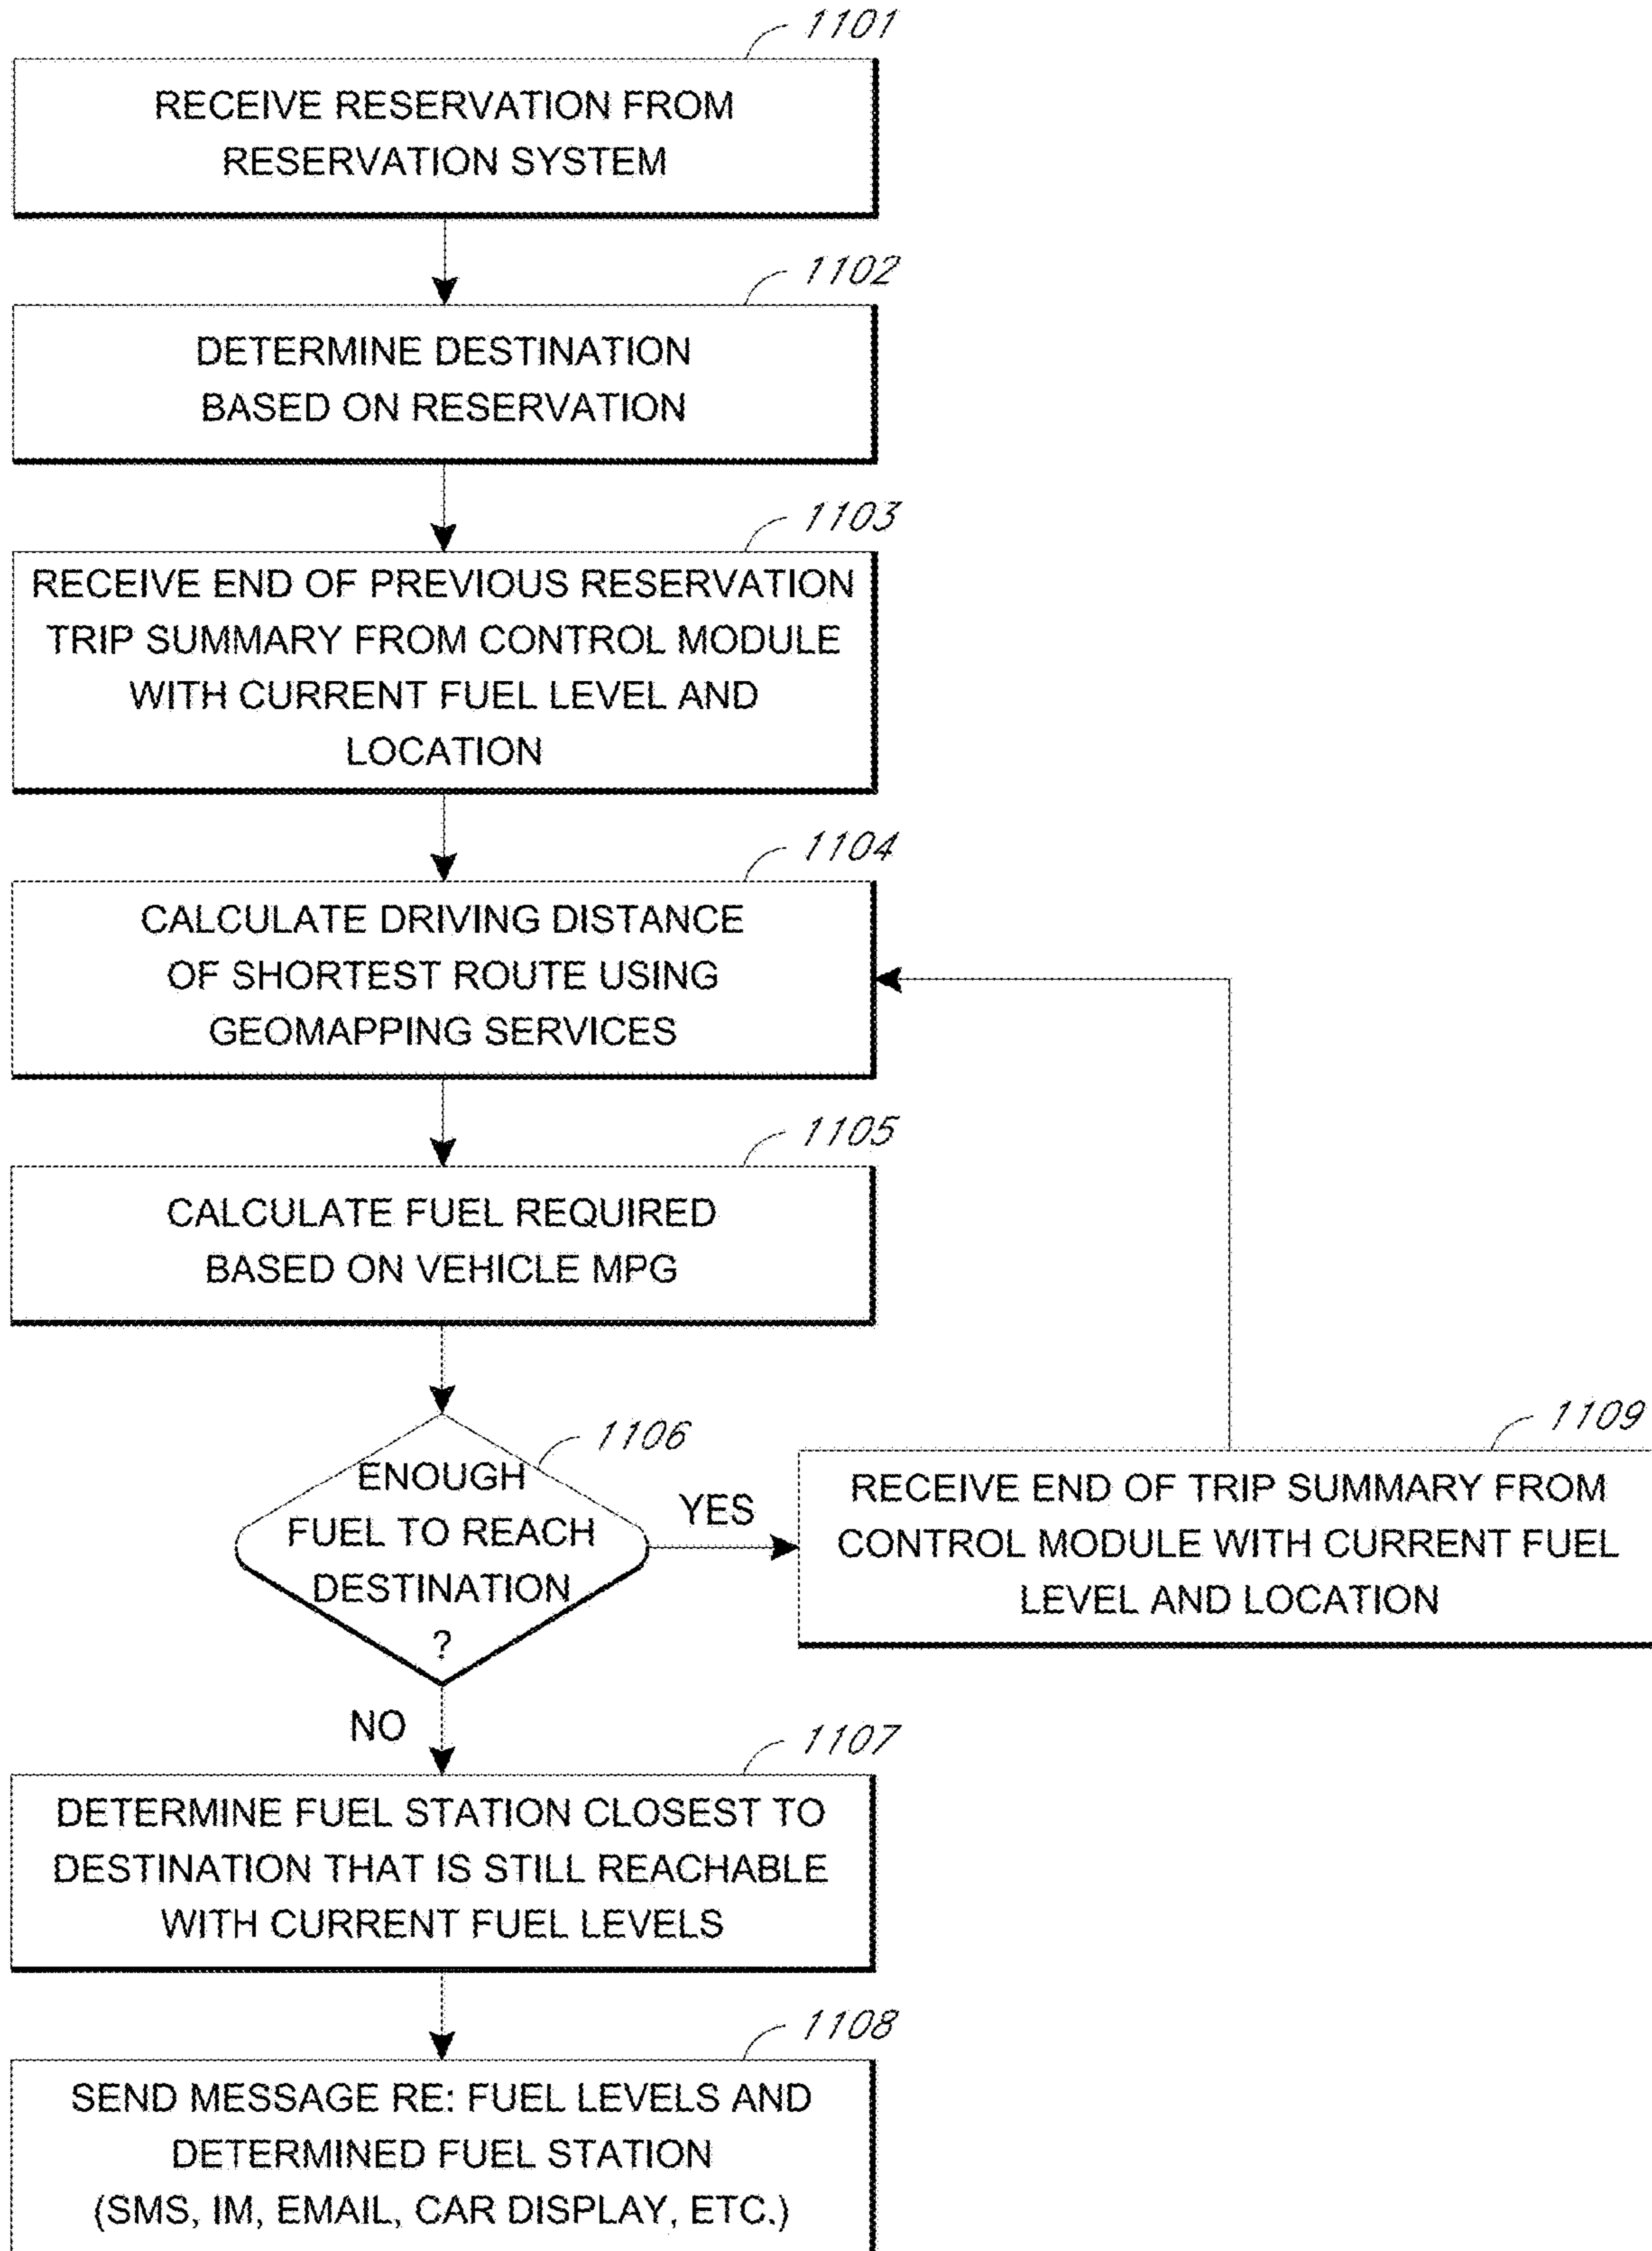 1101
RECEIVE RESERVATION FROM
RESERVATION SYSTEM
1102
DETERMINE DESTINATION
BASED ON RESERVATION
1103
RECEIVE END OF PREVIOUS RESERVATION
TRIP SUMMARY FROM CONTROL MODULE
WITH CURRENT FUEL LEVEL AND
LOCATION
1104
CALCULATE DRIVING DISTANCE
OF SHORTEST ROUTE USING
GEOMAPPING SERVICES
1105
CALCULATE FUEL REQUIRED
BASED ON VEHICLE MPG
1106
ENOUGH
FUEL TO REACH
DESTINATION
?
YES
1109
RECEIVE END OF TRIP SUMMARY FROM
CONTROL MODULE WITH CURRENT FUEL
LEVEL AND LOCATION
NO
1107
DETERMINE FUEL STATION CLOSEST TO
DESTINATION THAT IS STILL REACHABLE
WITH CURRENT FUEL LEVELS
1108
SEND MESSAGE RE: FUEL LEVELS AND
DETERMINED FUEL STATION
(SMS, IM, EMAIL, CAR DISPLAY, ETC.)